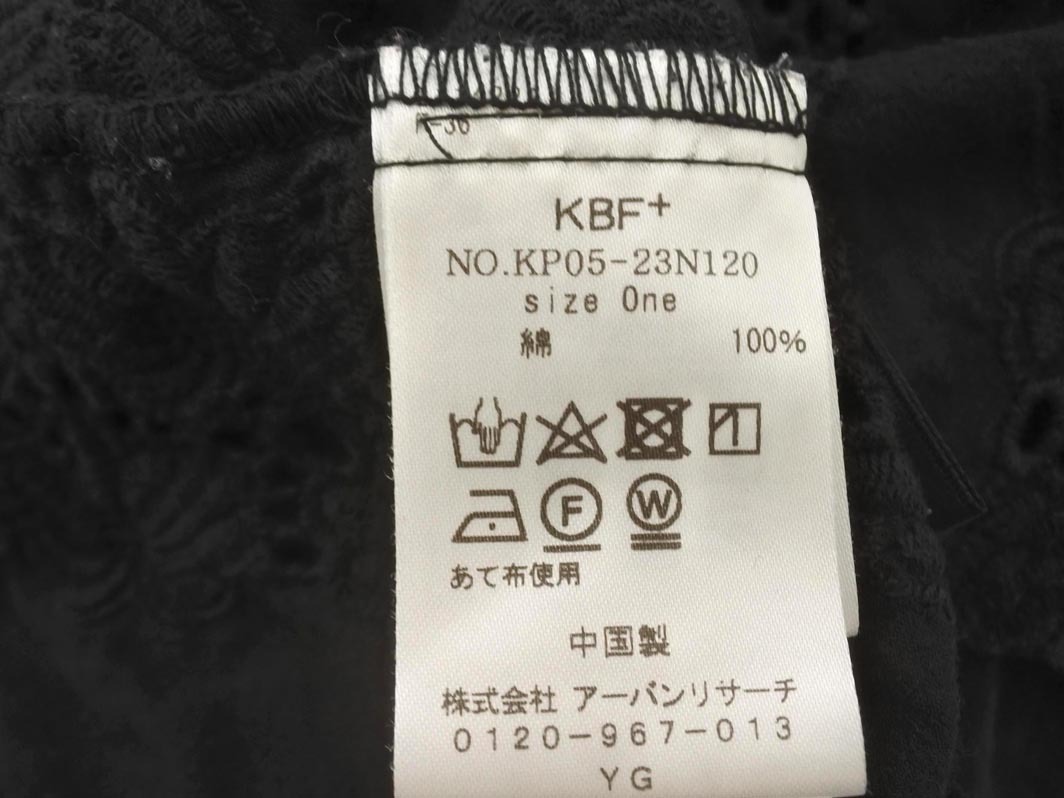 KBF+
NO.KP05-23N120
size One
綿 100%
F W
あて布使用
中国製
株式会社 アーバンリサーチ
0120-967-013
YG